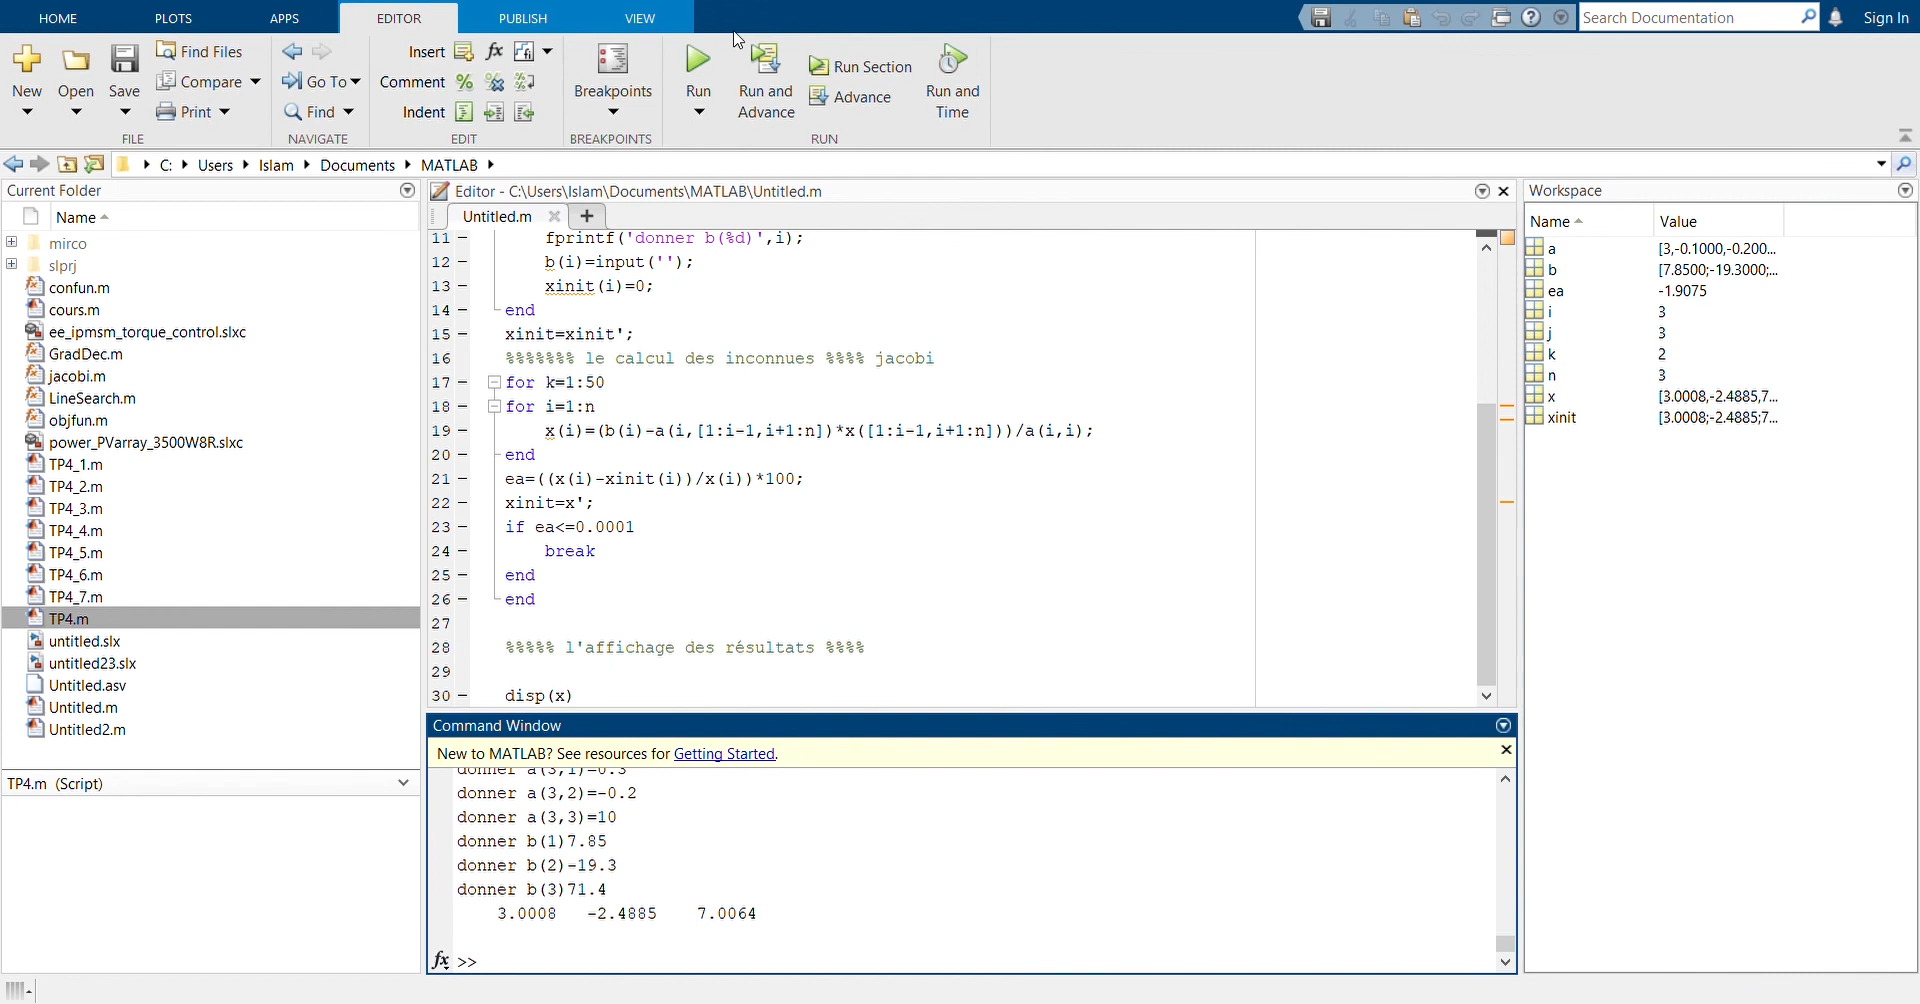 HOME PLOTS APPS EDITOR PUBLISH VIEW Search Documentation Sign In
New Open Save Find Files Compare Print FILE
Go To Find NAVIGATE
Insert fx Comment Indent EDIT
Breakpoints BREAKPOINTS
Run Run and Advance Run Section Advance Run and Time RUN
C: Users Islam Documents MATLAB
Current Folder
Name
mirco
slprj
confun.m
cours.m
ee_ipmsm_torque_control.slxc
GradDec.m
jacobi.m
LineSearch.m
objfun.m
power_PVarray_3500W8R.slxc
TP4_1.m
TP4_2.m
TP4_3.m
TP4_4.m
TP4_5.m
TP4_6.m
TP4_7.m
TP4.m
untitled.slx
untitled23.slx
Untitled.asv
Untitled.m
Untitled2.m
TP4.m (Script)
Editor - C:\Users\Islam\Documents\MATLAB\Untitled.m
Untitled.m
11 - fprintf('donner b(%d)',i);
12 - b(i)=input('');
13 - xinit(i)=0;
14 - end
15 - xinit=xinit';
16 %%%%%%% le calcul des inconnues %%%% jacobi
17 - for k=1:50
18 - for i=1:n
19 - x(i)=(b(i)-a(i,[1:i-1,i+1:n])*x([1:i-1,i+1:n]))/a(i,i);
20 - end
21 - ea=((x(i)-xinit(i))/x(i))*100;
22 - xinit=x';
23 - if ea<=0.0001
24 - break
25 - end
26 - end
27
28 %%%%% l'affichage des résultats %%%%
29
30 - disp(x)
Command Window
New to MATLAB? See resources for Getting Started.
donner a(3,1)=0.3
donner a(3,2)=-0.2
donner a(3,3)=10
donner b(1)7.85
donner b(2)-19.3
donner b(3)71.4
3.0008 -2.4885 7.0064
fx >>
Workspace
Name Value
a [3,-0.1000,-0.200...
b [7.8500;-19.3000;...
ea -1.9075
i 3
j 3
k 2
n 3
x [3.0008,-2.4885,7...
xinit [3.0008;-2.4885;7...